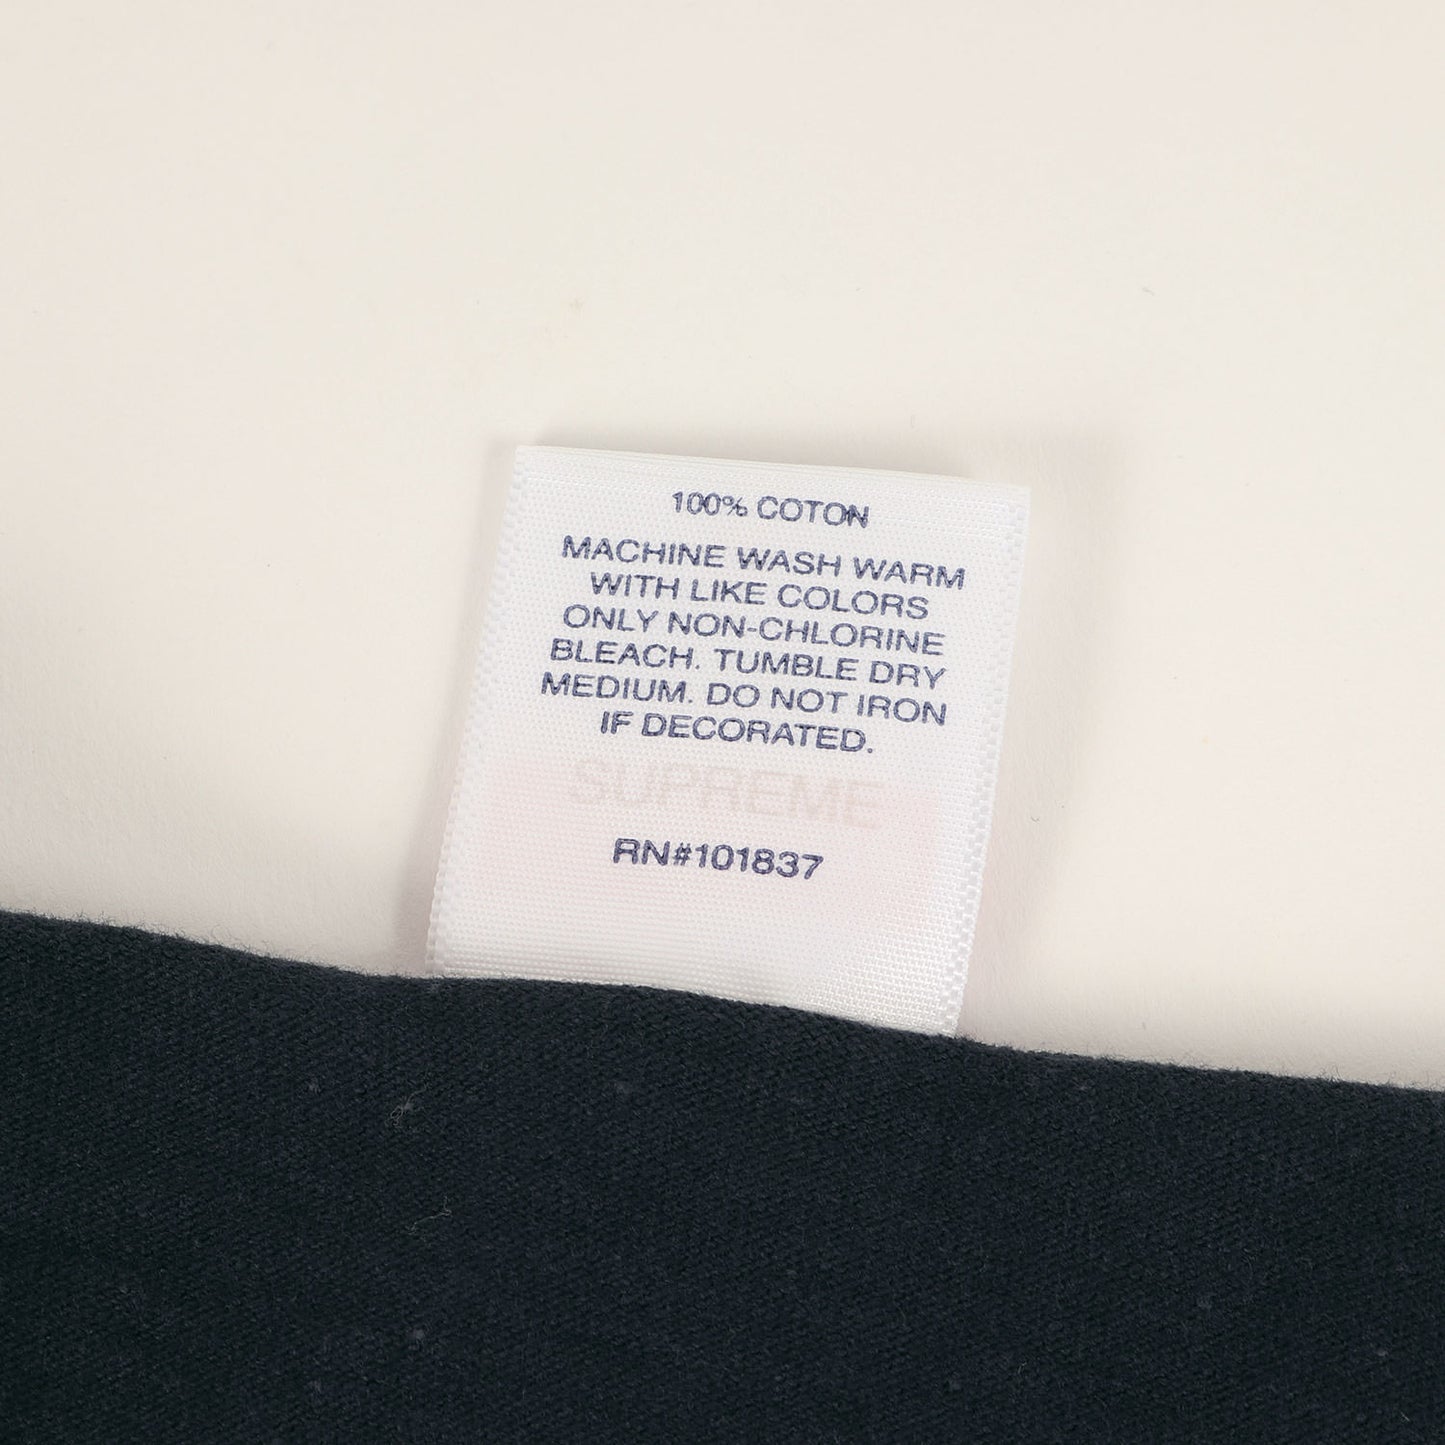 100% COTON
MACHINE WASH WARM
WITH LIKE COLORS
ONLY NON-CHLORINE
BLEACH. TUMBLE DRY
MEDIUM. DO NOT IRON
IF DECORATED.
SUPREME
RN#101837